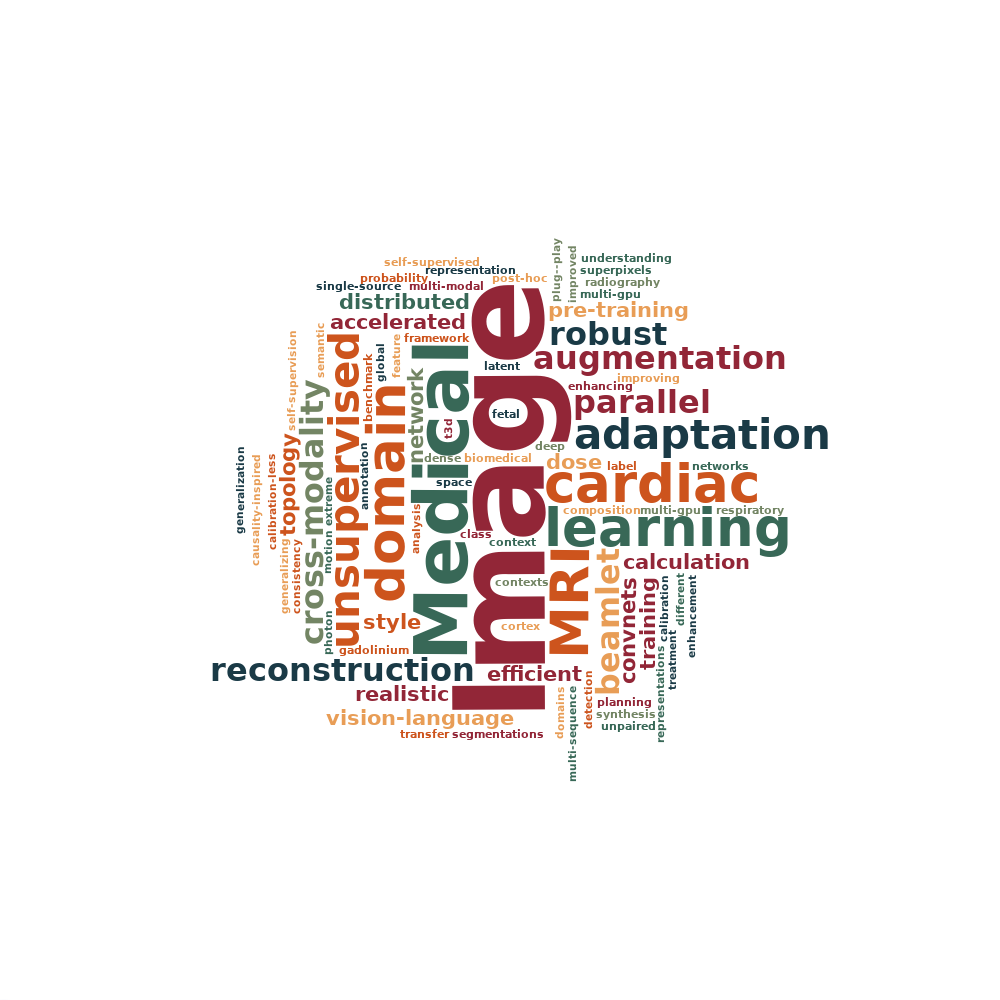 plug--play
improved
understanding
self-supervised
representation
superpixels
probability
post-hoc
radiography
single-source
multi-modal
multi-gpu
distributed
pre-training
accelerated
robust
framework
augmentation
Image
Medical
semantic
self-supervision
unsupervised
benchmark
global
feature
latent
improving
enhancing
network
domain
cross-modality
parallel
fetal
t3d
adaptation
deep
topology
annotation
dense
biomedical
dose
label
networks
generalization
causality-inspired
calibration-less
cardiac
space
extreme
motion
analysis
composition
multi-gpu
respiratory
learning
class
context
generalizing
consistency
MRI
beamlet
calculation
contexts
convnets
training
calibration
different
enhancement
photon
style
cortex
treatment
gadolinium
representations
reconstruction
efficient
realistic
domains
detection
planning
vision-language
synthesis
multi-sequence
unpaired
transfer
segmentations